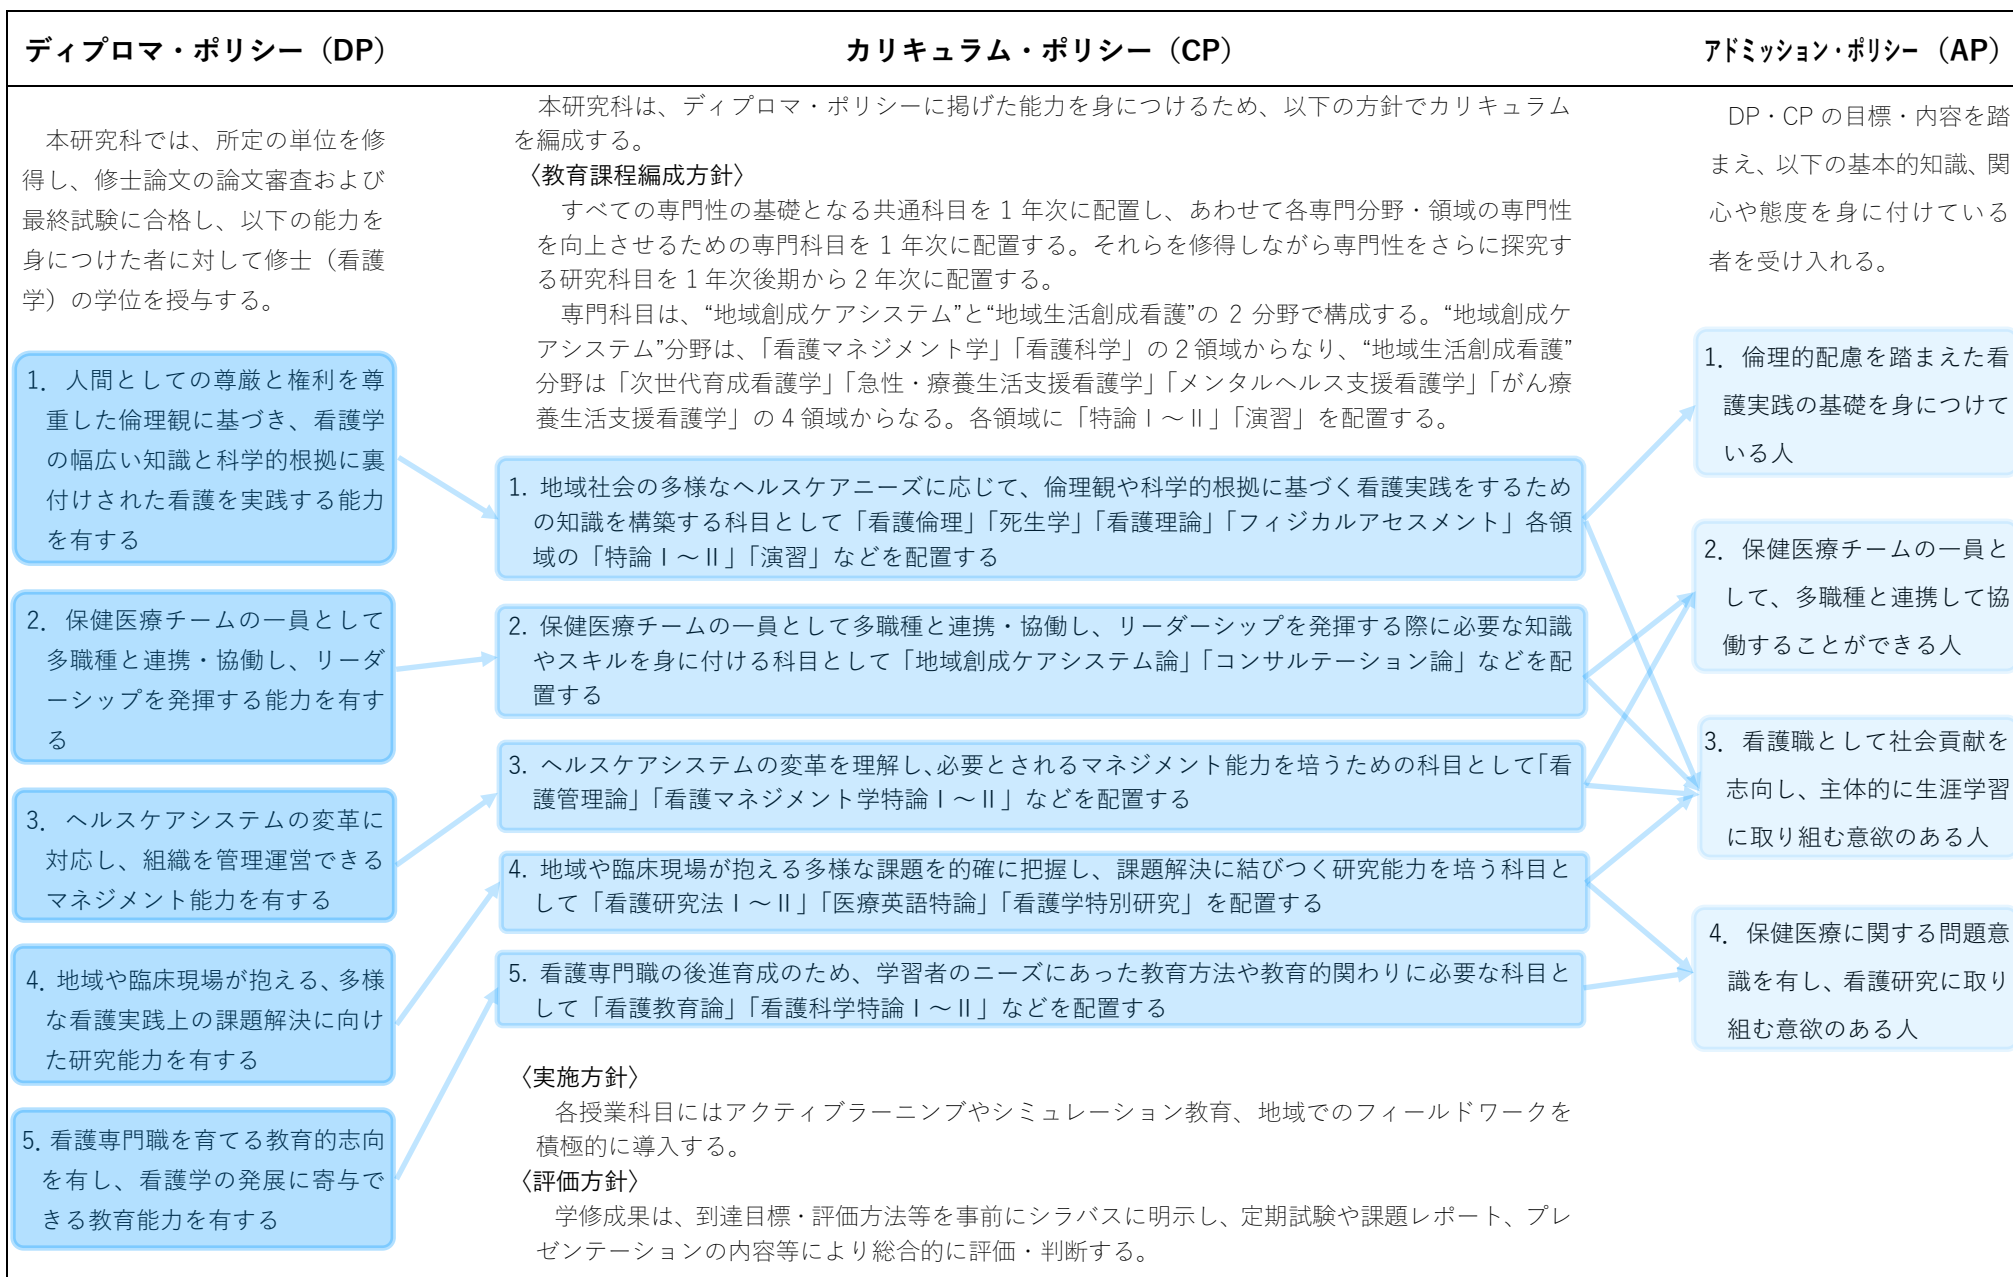 ディプロマ・ポリシー（DP）
カリキュラム・ポリシー（CP）
アドミッション・ポリシー（AP）
本研究科では、所定の単位を修
得し、修士論文の論文審査および
最終試験に合格し、以下の能力を
身につけた者に対して修士（看護
学）の学位を授与する。
1. 人間としての尊厳と権利を尊
重した倫理観に基づき、看護学
の幅広い知識と科学的根拠に裏
付けされた看護を実践する能力
を有する
2. 保健医療チームの一員として
多職種と連携・協働し、リーダ
ーシップを発揮する能力を有す
る
3. ヘルスケアシステムの変革に
対応し、組織を管理運営できる
マネジメント能力を有する
4. 地域や臨床現場が抱える、多様
な看護実践上の課題解決に向け
た研究能力を有する
5. 看護専門職を育てる教育的志向
を有し、看護学の発展に寄与で
きる教育能力を有する
本研究科は、ディプロマ・ポリシーに掲げた能力を身につけるため、以下の方針でカリキュラム
を編成する。
〈教育課程編成方針〉
すべての専門性の基礎となる共通科目を 1 年次に配置し、あわせて各専門分野・領域の専門性
を向上させるための専門科目を 1 年次に配置する。それらを修得しながら専門性をさらに探究す
る研究科目を 1 年次後期から 2 年次に配置する。
専門科目は、“地域創成ケアシステム”と“地域生活創成看護”の 2 分野で構成する。“地域創成ケ
アシステム”分野は、「看護マネジメント学」「看護科学」の 2 領域からなり、“地域生活創成看護”
分野は「次世代育成看護学」「急性・療養生活支援看護学」「メンタルヘルス支援看護学」「がん療
養生活支援看護学」の 4 領域からなる。各領域に「特論Ⅰ～Ⅱ」「演習」を配置する。
1. 地域社会の多様なヘルスケアニーズに応じて、倫理観や科学的根拠に基づく看護実践をするため
の知識を構築する科目として「看護倫理」「死生学」「看護理論」「フィジカルアセスメント」各領
域の「特論Ⅰ～Ⅱ」「演習」などを配置する
2. 保健医療チームの一員として多職種と連携・協働し、リーダーシップを発揮する際に必要な知識
やスキルを身に付ける科目として「地域創成ケアシステム論」「コンサルテーション論」などを配
置する
3. ヘルスケアシステムの変革を理解し、必要とされるマネジメント能力を培うための科目として「看
護管理論」「看護マネジメント学特論Ⅰ～Ⅱ」などを配置する
4. 地域や臨床現場が抱える多様な課題を的確に把握し、課題解決に結びつく研究能力を培う科目と
して「看護研究法Ⅰ～Ⅱ」「医療英語特論」「看護学特別研究」を配置する
5. 看護専門職の後進育成のため、学習者のニーズにあった教育方法や教育的関わりに必要な科目と
して「看護教育論」「看護科学特論Ⅰ～Ⅱ」などを配置する
〈実施方針〉
各授業科目にはアクティブラーニンブやシミュレーション教育、地域でのフィールドワークを
積極的に導入する。
〈評価方針〉
学修成果は、到達目標・評価方法等を事前にシラバスに明示し、定期試験や課題レポート、プレ
ゼンテーションの内容等により総合的に評価・判断する。
DP・CP の目標・内容を踏
まえ、以下の基本的知識、関
心や態度を身に付けている
者を受け入れる。
1. 倫理的配慮を踏まえた看
護実践の基礎を身につけて
いる人
2. 保健医療チームの一員と
して、多職種と連携して協
働することができる人
3. 看護職として社会貢献を
志向し、主体的に生涯学習
に取り組む意欲のある人
4. 保健医療に関する問題意
識を有し、看護研究に取り
組む意欲のある人